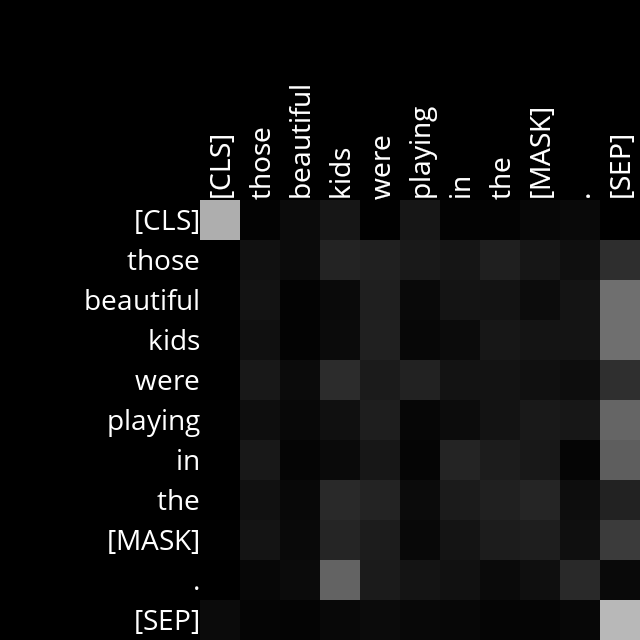 [CLS] those beautiful kids were playing in the [MASK] . [SEP]
[CLS]
those
beautiful
kids
were
playing
in
the
[MASK]
.
[SEP]